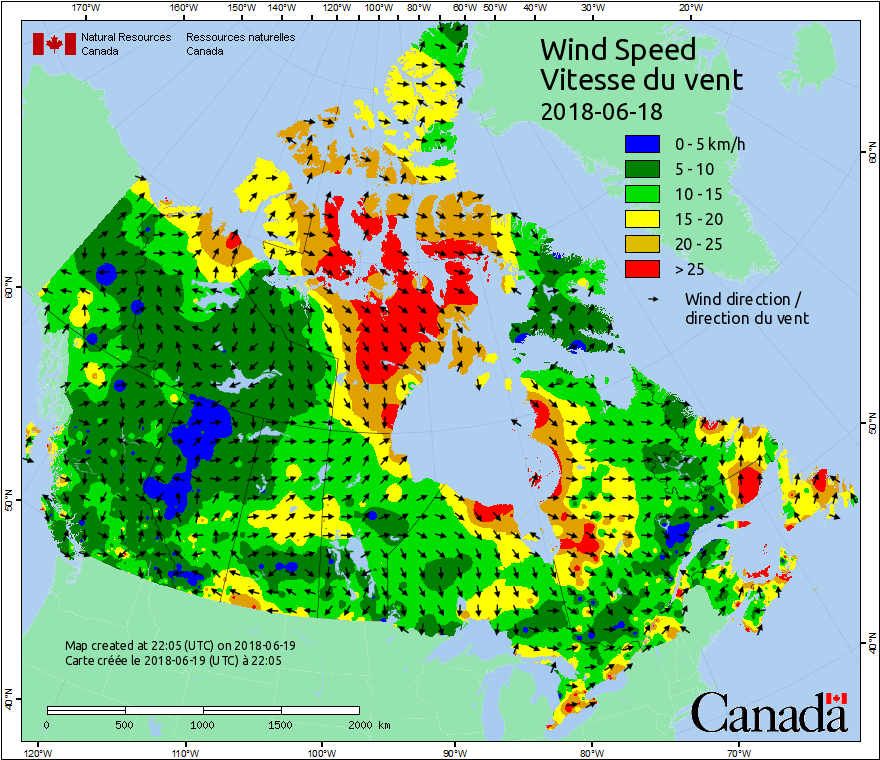 170°W 160°W 150°W 140°W 120°W 100°W 80°W 60°W 50°W 40°W 30°W 20°W
Natural Resources Canada
Ressources naturelles Canada
Wind Speed
Vitesse du vent
2018-06-18
0 - 5 km/h
5 - 10
10 - 15
15 - 20
20 - 25
> 25
Wind direction /
direction du vent
60°N
50°N
40°N
60°N
50°N
40°N
Map created at 22:05 (UTC) on 2018-06-19
Carte créée le 2018-06-19 (UTC) à 22:05
0 500 1000 1500 2000 km
Canada
120°W 110°W 100°W 90°W 80°W 70°W